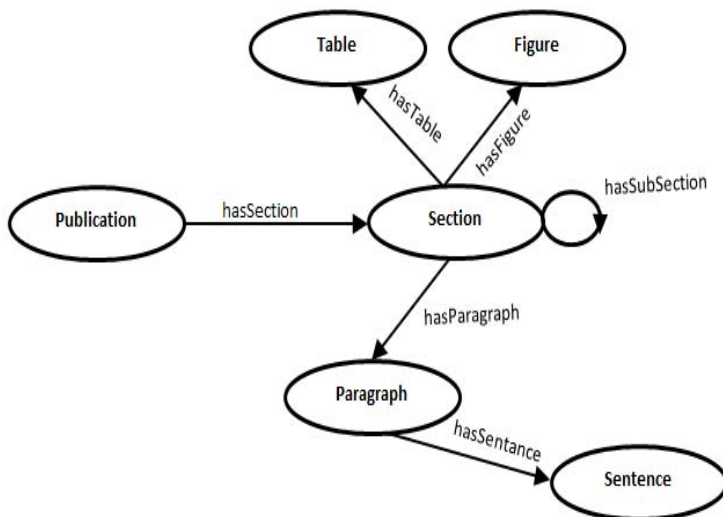 Table
Figure
hasTable
hasFigure
hasSubSection
Publication
hasSection
Section
hasParagraph
Paragraph
hasSentance
Sentence